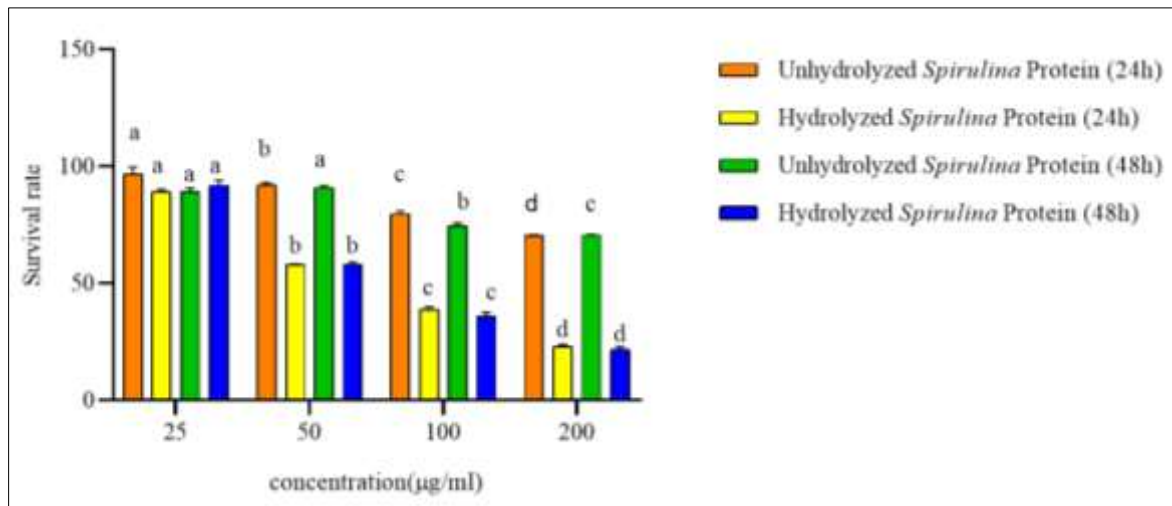 150
100
50
0
Survival rate
a
a
a
a
b
b
a
b
c
c
b
c
d
d
c
d
25
50
100
200
concentration(μg/ml)
Unhydrolyzed Spirulina Protein (24h)
Hydrolyzed Spirulina Protein (24h)
Unhydrolyzed Spirulina Protein (48h)
Hydrolyzed Spirulina Protein (48h)